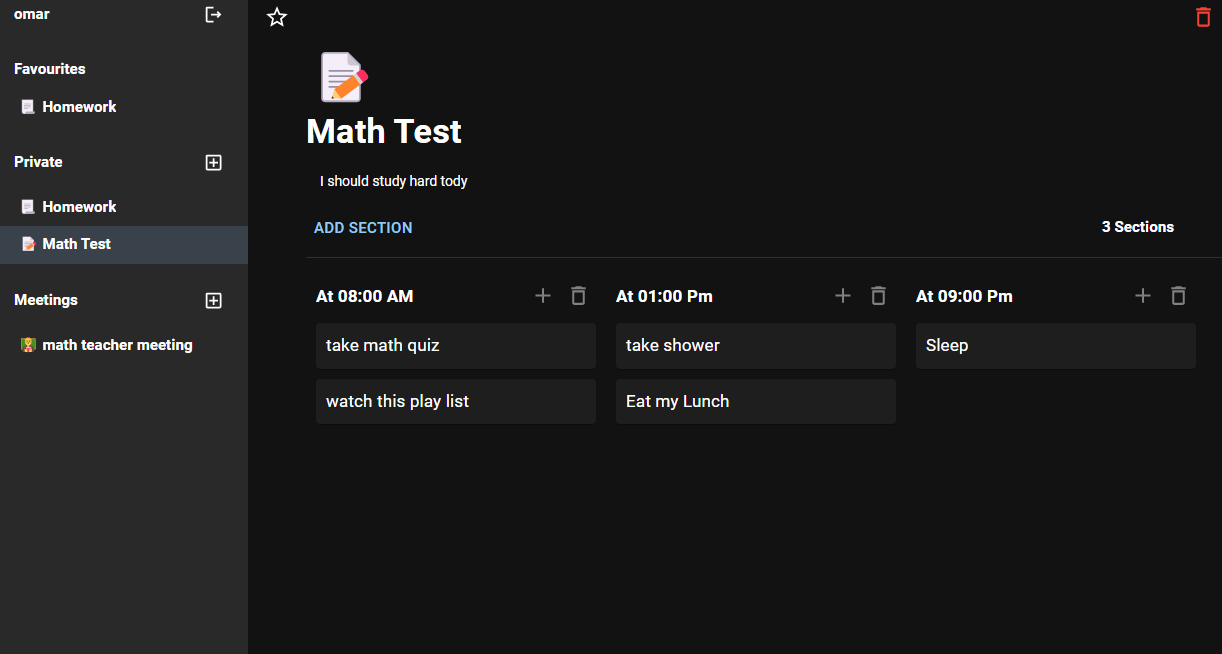 omar
Favourites
Homework
Private
Homework
Math Test
Meetings
math teacher meeting
Math Test
I should study hard tody
ADD SECTION
3 Sections
At 08:00 AM
take math quiz
watch this play list
At 01:00 Pm
take shower
Eat my Lunch
At 09:00 Pm
Sleep